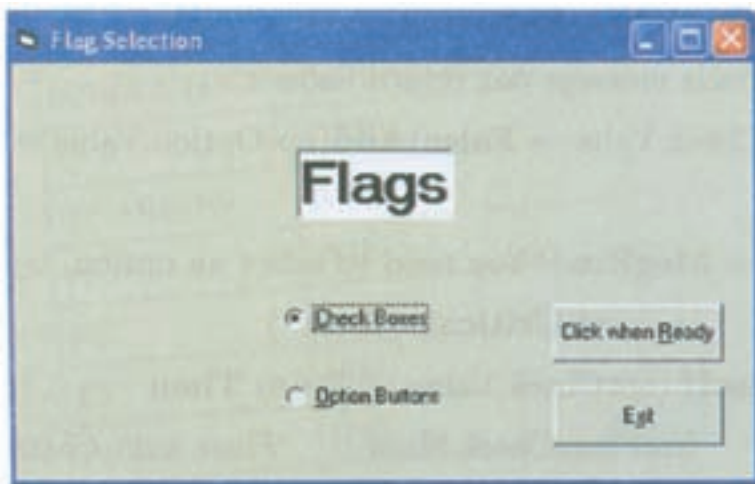 Flag Selection
Flags
Check Boxes
Click when Ready
Option Buttons
Exit